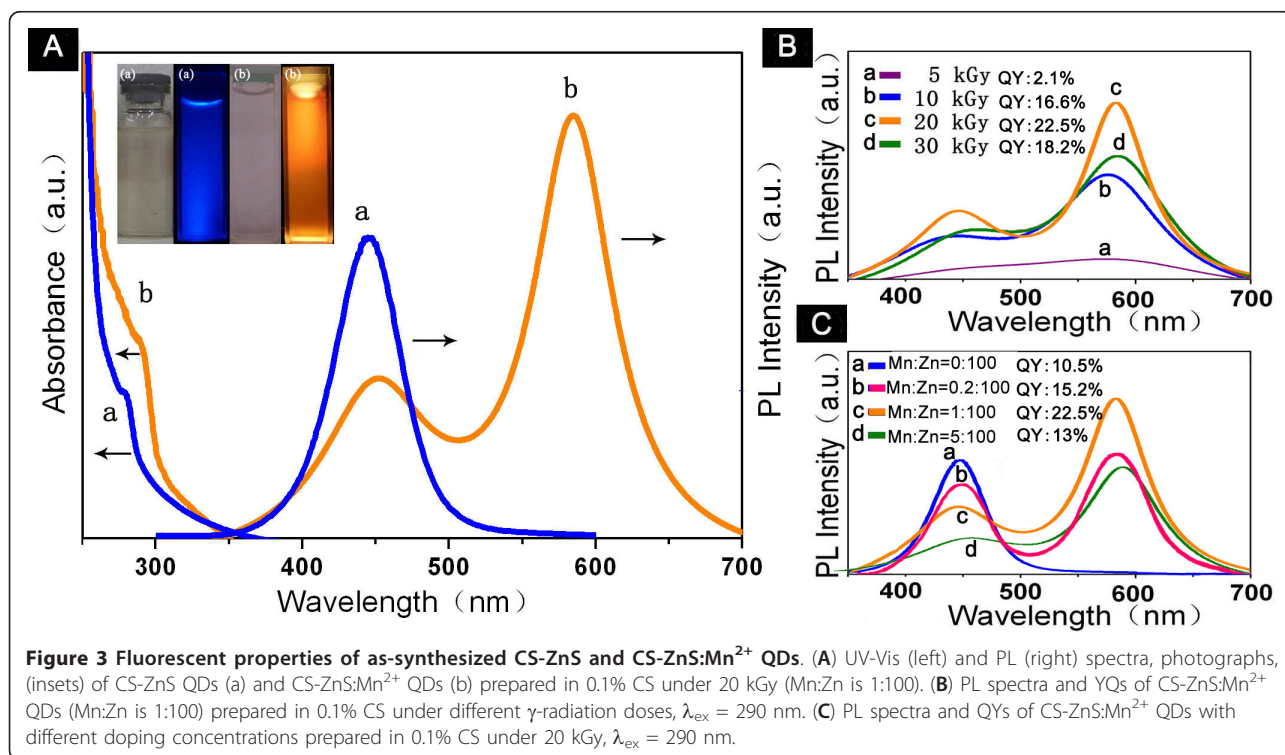 A
(a)
(a)
(b)
(b)
b
a
b
a
Absorbance (a.u.)
PL Intensity (a.u.)
300
400
500
600
700
Wavelength (nm)
B
a 5 kGy QY:2.1%
b 10 kGy QY:16.6%
c 20 kGy QY:22.5%
d 30 kGy QY:18.2%
c
d
b
a
PL Intensity (a.u.)
400
500
600
700
Wavelength (nm)
C
a Mn:Zn=0:100 QY:10.5%
b Mn:Zn=0.2:100 QY:15.2%
c Mn:Zn=1:100 QY:22.5%
d Mn:Zn=5:100 QY:13%
a
b
c
d
PL Intensity (a.u.)
400
500
600
700
Wavelength (nm)
Figure 3 Fluorescent properties of as-synthesized CS-ZnS and CS-ZnS:Mn²⁺ QDs. (A) UV-Vis (left) and PL (right) spectra, photographs,
(insets) of CS-ZnS QDs (a) and CS-ZnS:Mn²⁺ QDs (b) prepared in 0.1% CS under 20 kGy (Mn:Zn is 1:100). (B) PL spectra and YQs of CS-ZnS:Mn²⁺
QDs (Mn:Zn is 1:100) prepared in 0.1% CS under different γ-radiation doses, λex = 290 nm. (C) PL spectra and QYs of CS-ZnS:Mn²⁺ QDs with
different doping concentrations prepared in 0.1% CS under 20 kGy, λex = 290 nm.